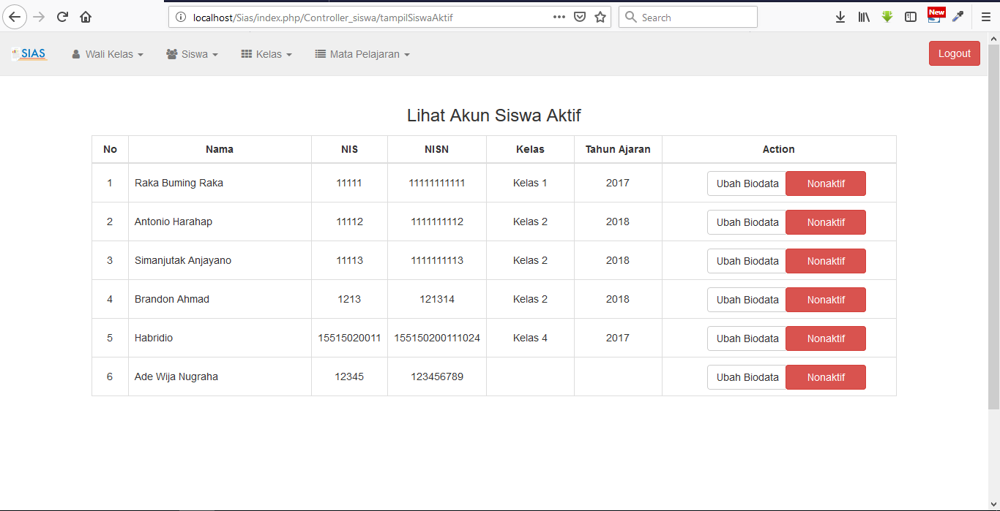 localhost/Sias/index.php/Controller_siswa/tampilSiswaAktif
Search
New
SIAS
Wali Kelas
Siswa
Kelas
Mata Pelajaran
Logout
Lihat Akun Siswa Aktif
No Nama NIS NISN Kelas Tahun Ajaran Action
1 Raka Buming Raka 11111 11111111111 Kelas 1 2017 Ubah Biodata Nonaktif
2 Antonio Harahap 11112 1111111112 Kelas 2 2018 Ubah Biodata Nonaktif
3 Simanjutak Anjayano 11113 1111111113 Kelas 2 2018 Ubah Biodata Nonaktif
4 Brandon Ahmad 1213 121314 Kelas 2 2018 Ubah Biodata Nonaktif
5 Habridio 15515020011 155150200111024 Kelas 4 2017 Ubah Biodata Nonaktif
6 Ade Wija Nugraha 12345 123456789 Ubah Biodata Nonaktif